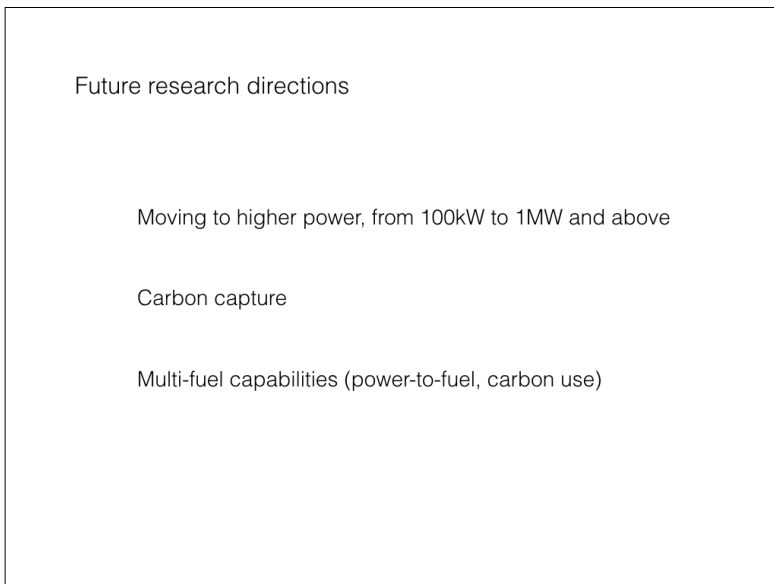 Future research directions
Moving to higher power, from 100kW to 1MW and above
Carbon capture
Multi-fuel capabilities (power-to-fuel, carbon use)